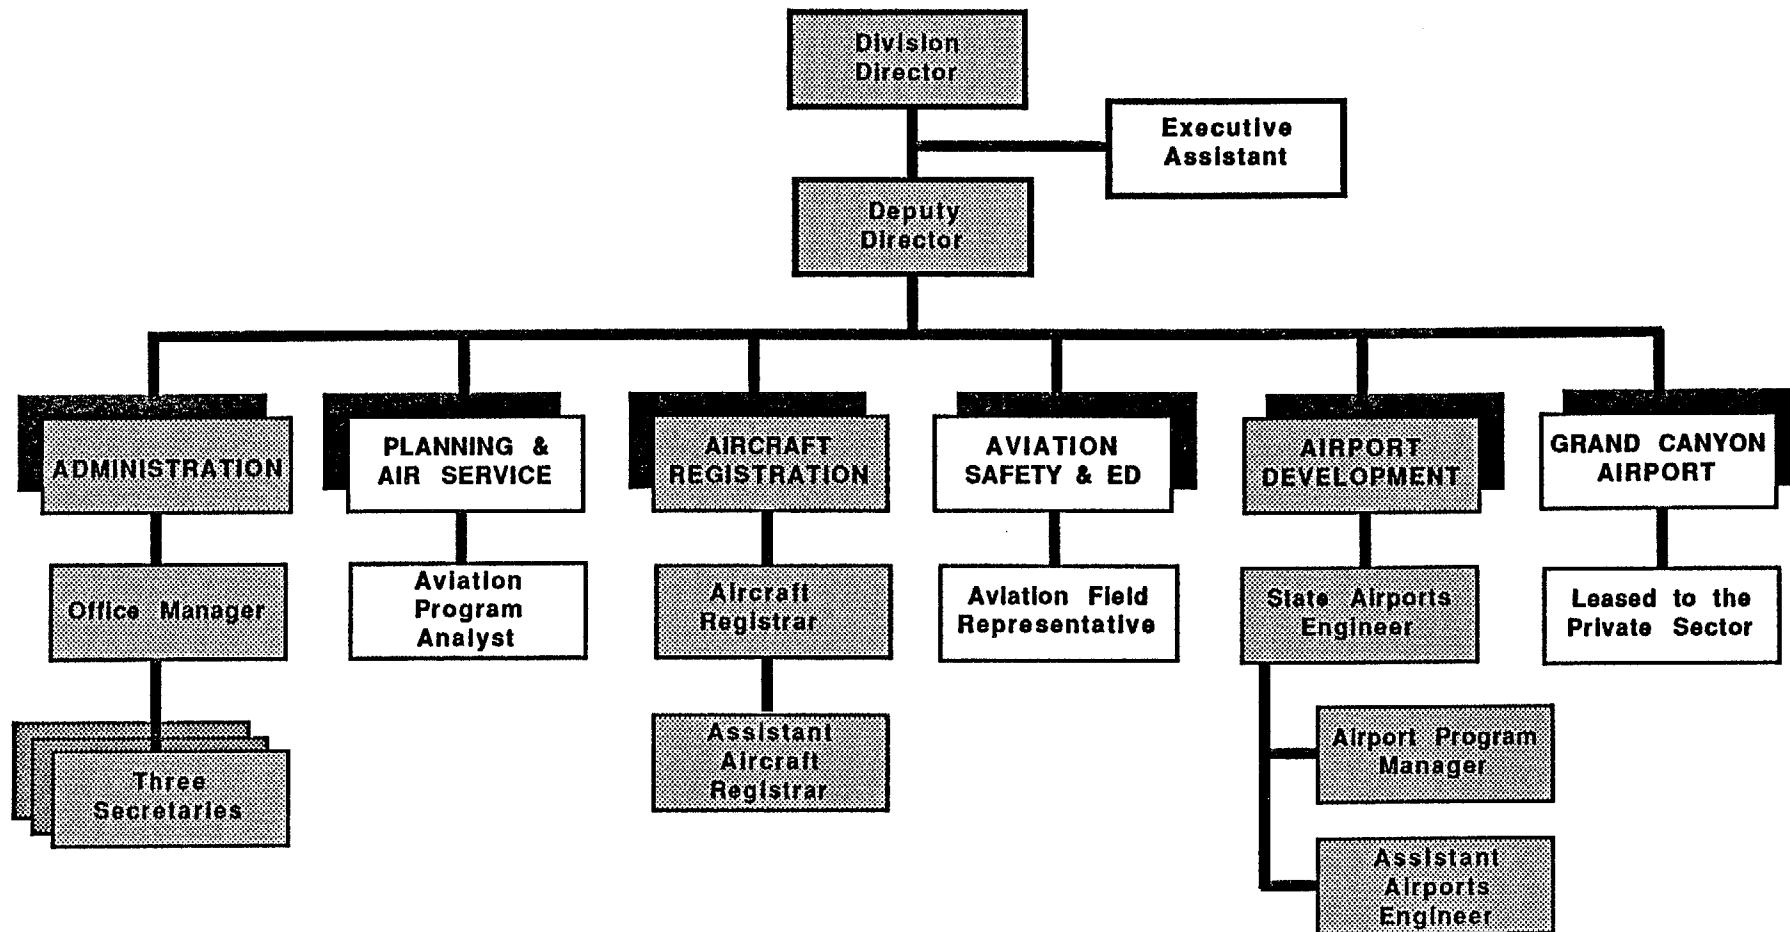 Division
Director
Executive
Assistant
Deputy
Director
ADMINISTRATION
PLANNING &
AIR SERVICE
AIRCRAFT
REGISTRATION
AVIATION
SAFETY & ED
AIRPORT
DEVELOPMENT
GRAND CANYON
AIRPORT
Office Manager
Aviation
Program
Analyst
Aircraft
Registrar
Aviation Field
Representative
State Airports
Engineer
Leased to the
Private Sector
Three
Secretaries
Assistant
Aircraft
Registrar
Airport Program
Manager
Assistant
Airports
Engineer